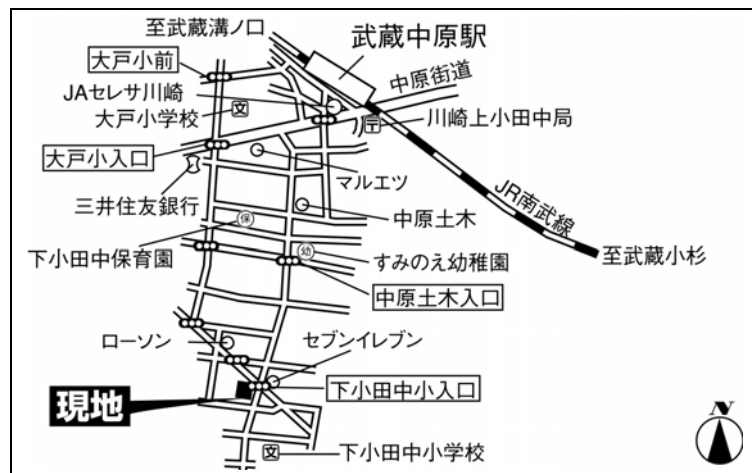 至武蔵溝ノ口
武蔵中原駅
大戸小前
中原街道
JAセレサ川崎
大戸小学校
文
〒
川崎上小田中局
大戸小入口
マルエツ
三井住友銀行
JR南武線
中原土木
保
下小田中保育園
幼
すみのえ幼稚園
至武蔵小杉
中原土木入口
ローソン
セブンイレブン
現地
下小田中小入口
N
文
下小田中小学校